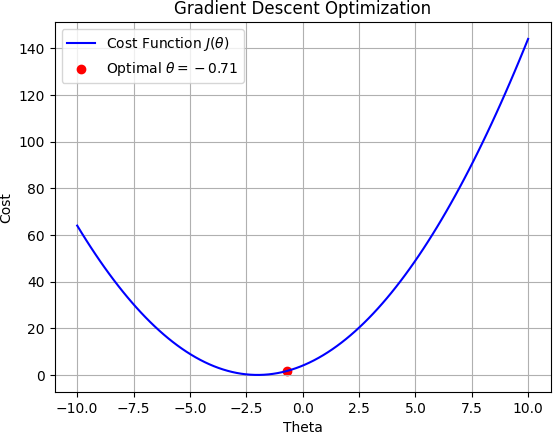 Gradient Descent Optimization
Cost Function J(θ)
Optimal θ = −0.71
140
120
100
80
60
40
20
0
Cost
−10.0 −7.5 −5.0 −2.5 0.0 2.5 5.0 7.5 10.0
Theta